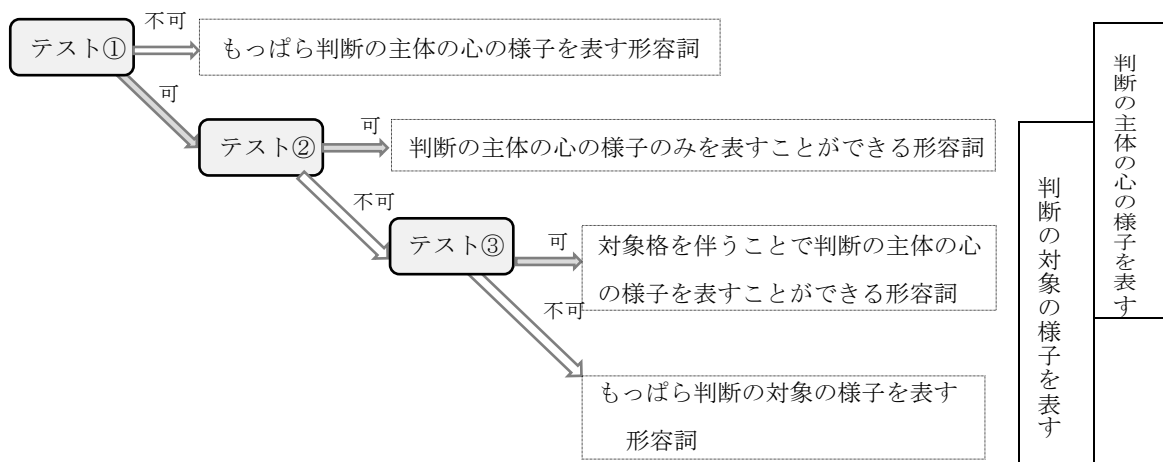 不可
テスト①
もっぱら判断の主体の心の様子を表す形容詞
可
テスト②
可
判断の主体の心の様子のみを表すことができる形容詞
不可
テスト③
可
対象格を伴うことで判断の主体の心
の様子を表すことができる形容詞
不可
もっぱら判断の対象の様子を表す
形容詞
判断の主体の心の様子を表す
判断の対象の様子を表す